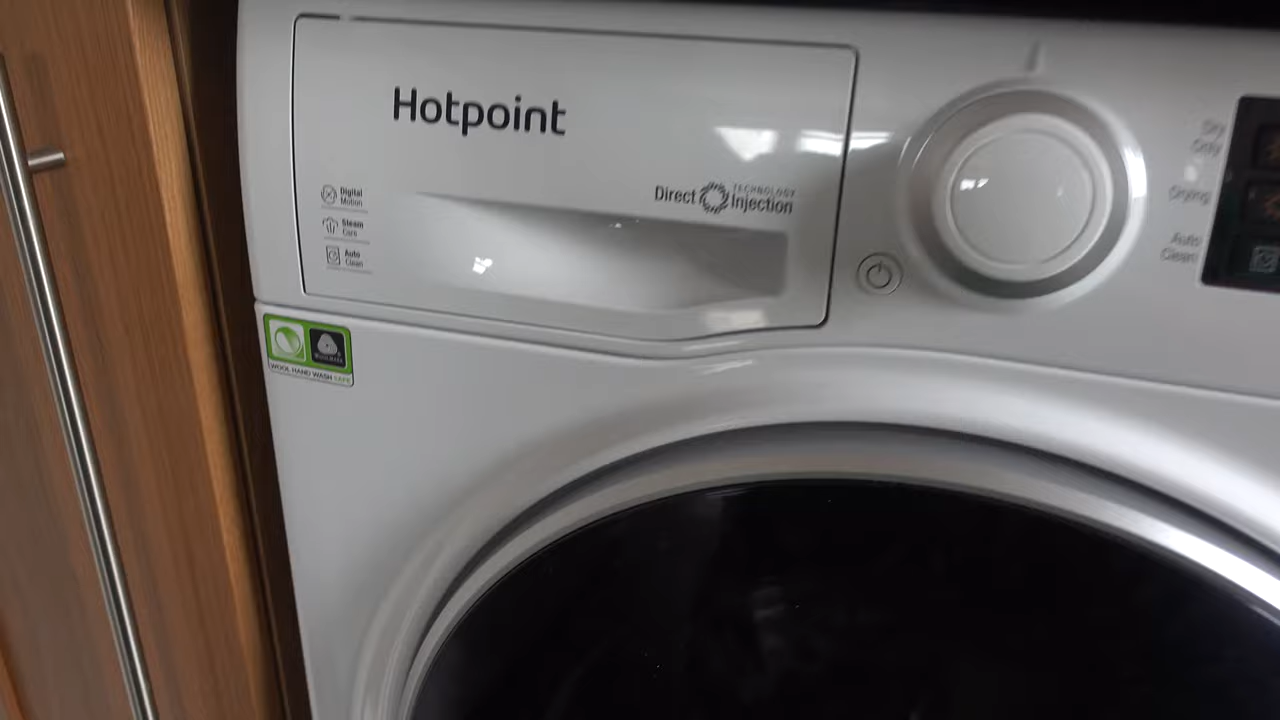 Hotpoint
Digital
Motion
Steam
Care
Auto
Clean
TECHNOLOGY
Direct Injection
Dry
Only
Drying
Auto
Clean
WOOLMARK
WOOL HAND WASH SAFE